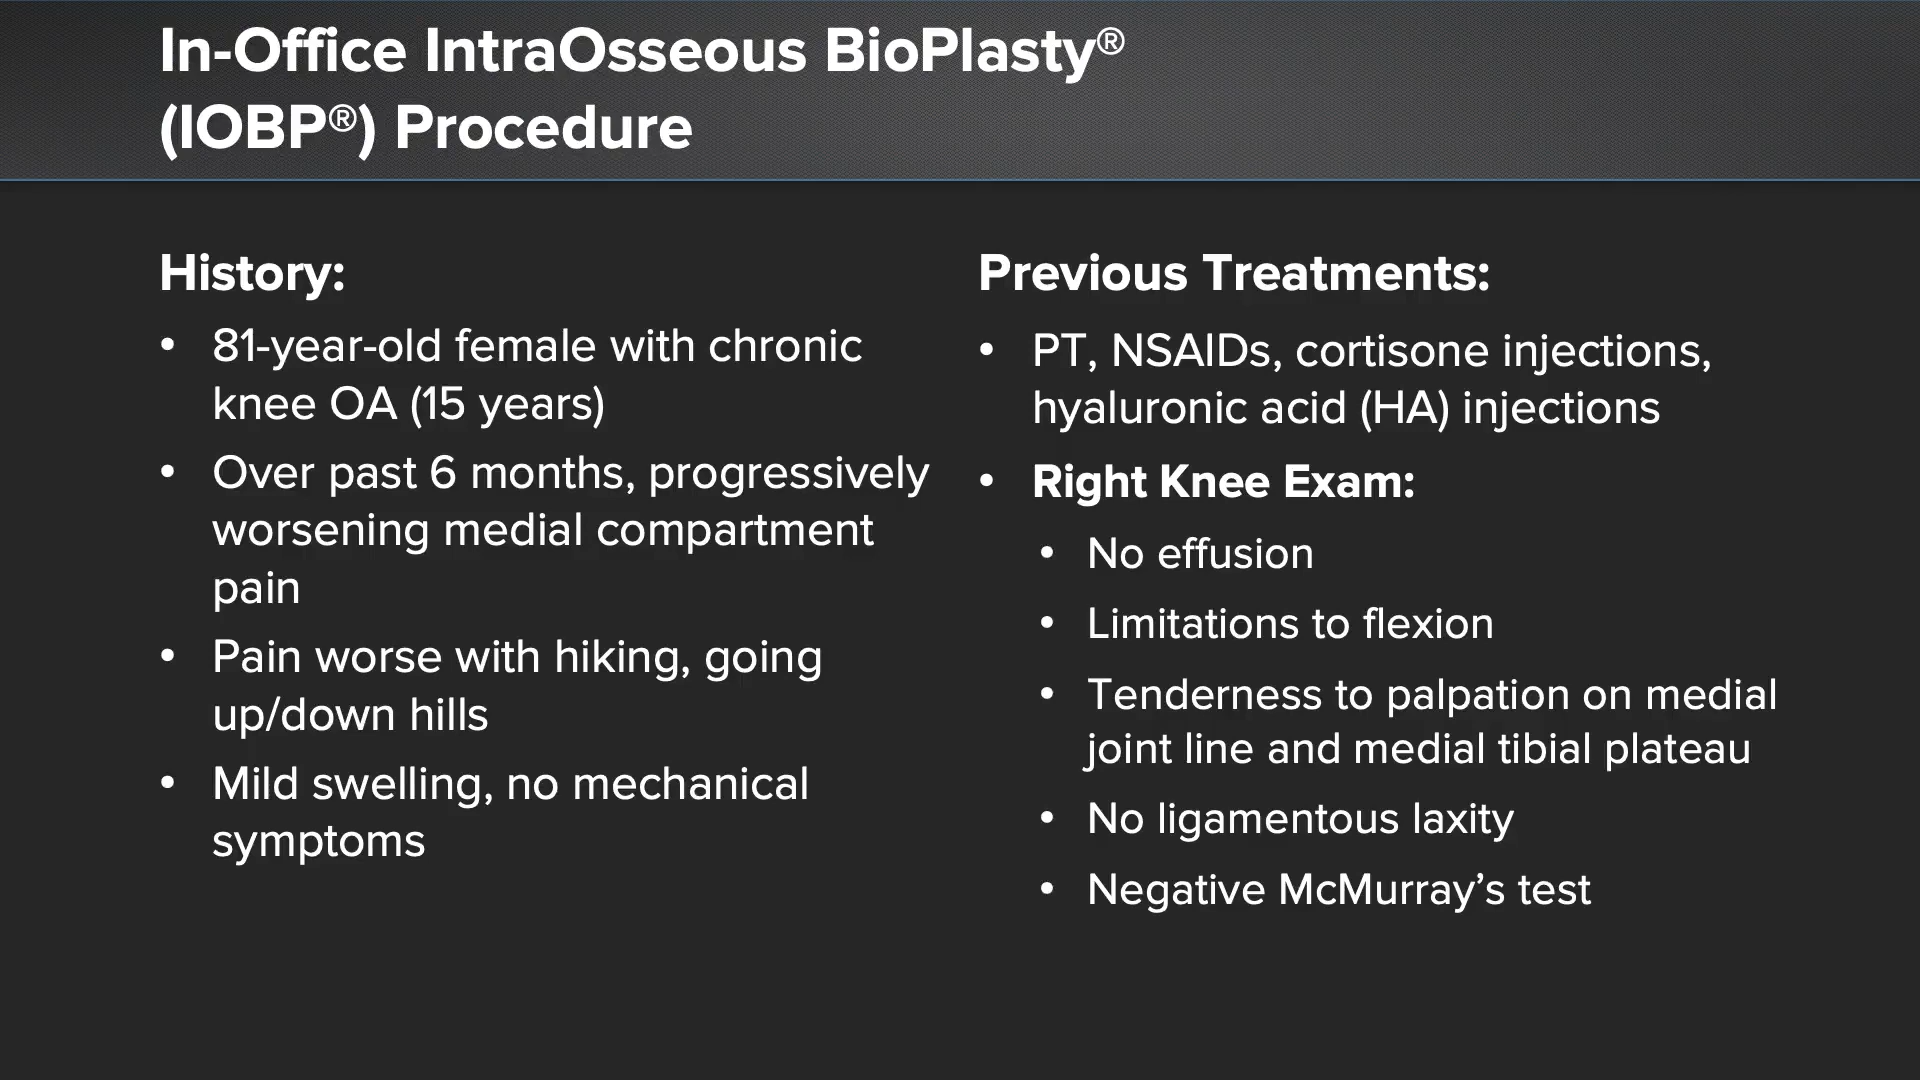 In-Office IntraOsseous BioPlasty®
(IOBP®) Procedure
History:
• 81-year-old female with chronic
knee OA (15 years)
• Over past 6 months, progressively
worsening medial compartment
pain
• Pain worse with hiking, going
up/down hills
• Mild swelling, no mechanical
symptoms
Previous Treatments:
• PT, NSAIDs, cortisone injections,
hyaluronic acid (HA) injections
• Right Knee Exam:
• No effusion
• Limitations to flexion
• Tenderness to palpation on medial
joint line and medial tibial plateau
• No ligamentous laxity
• Negative McMurray’s test